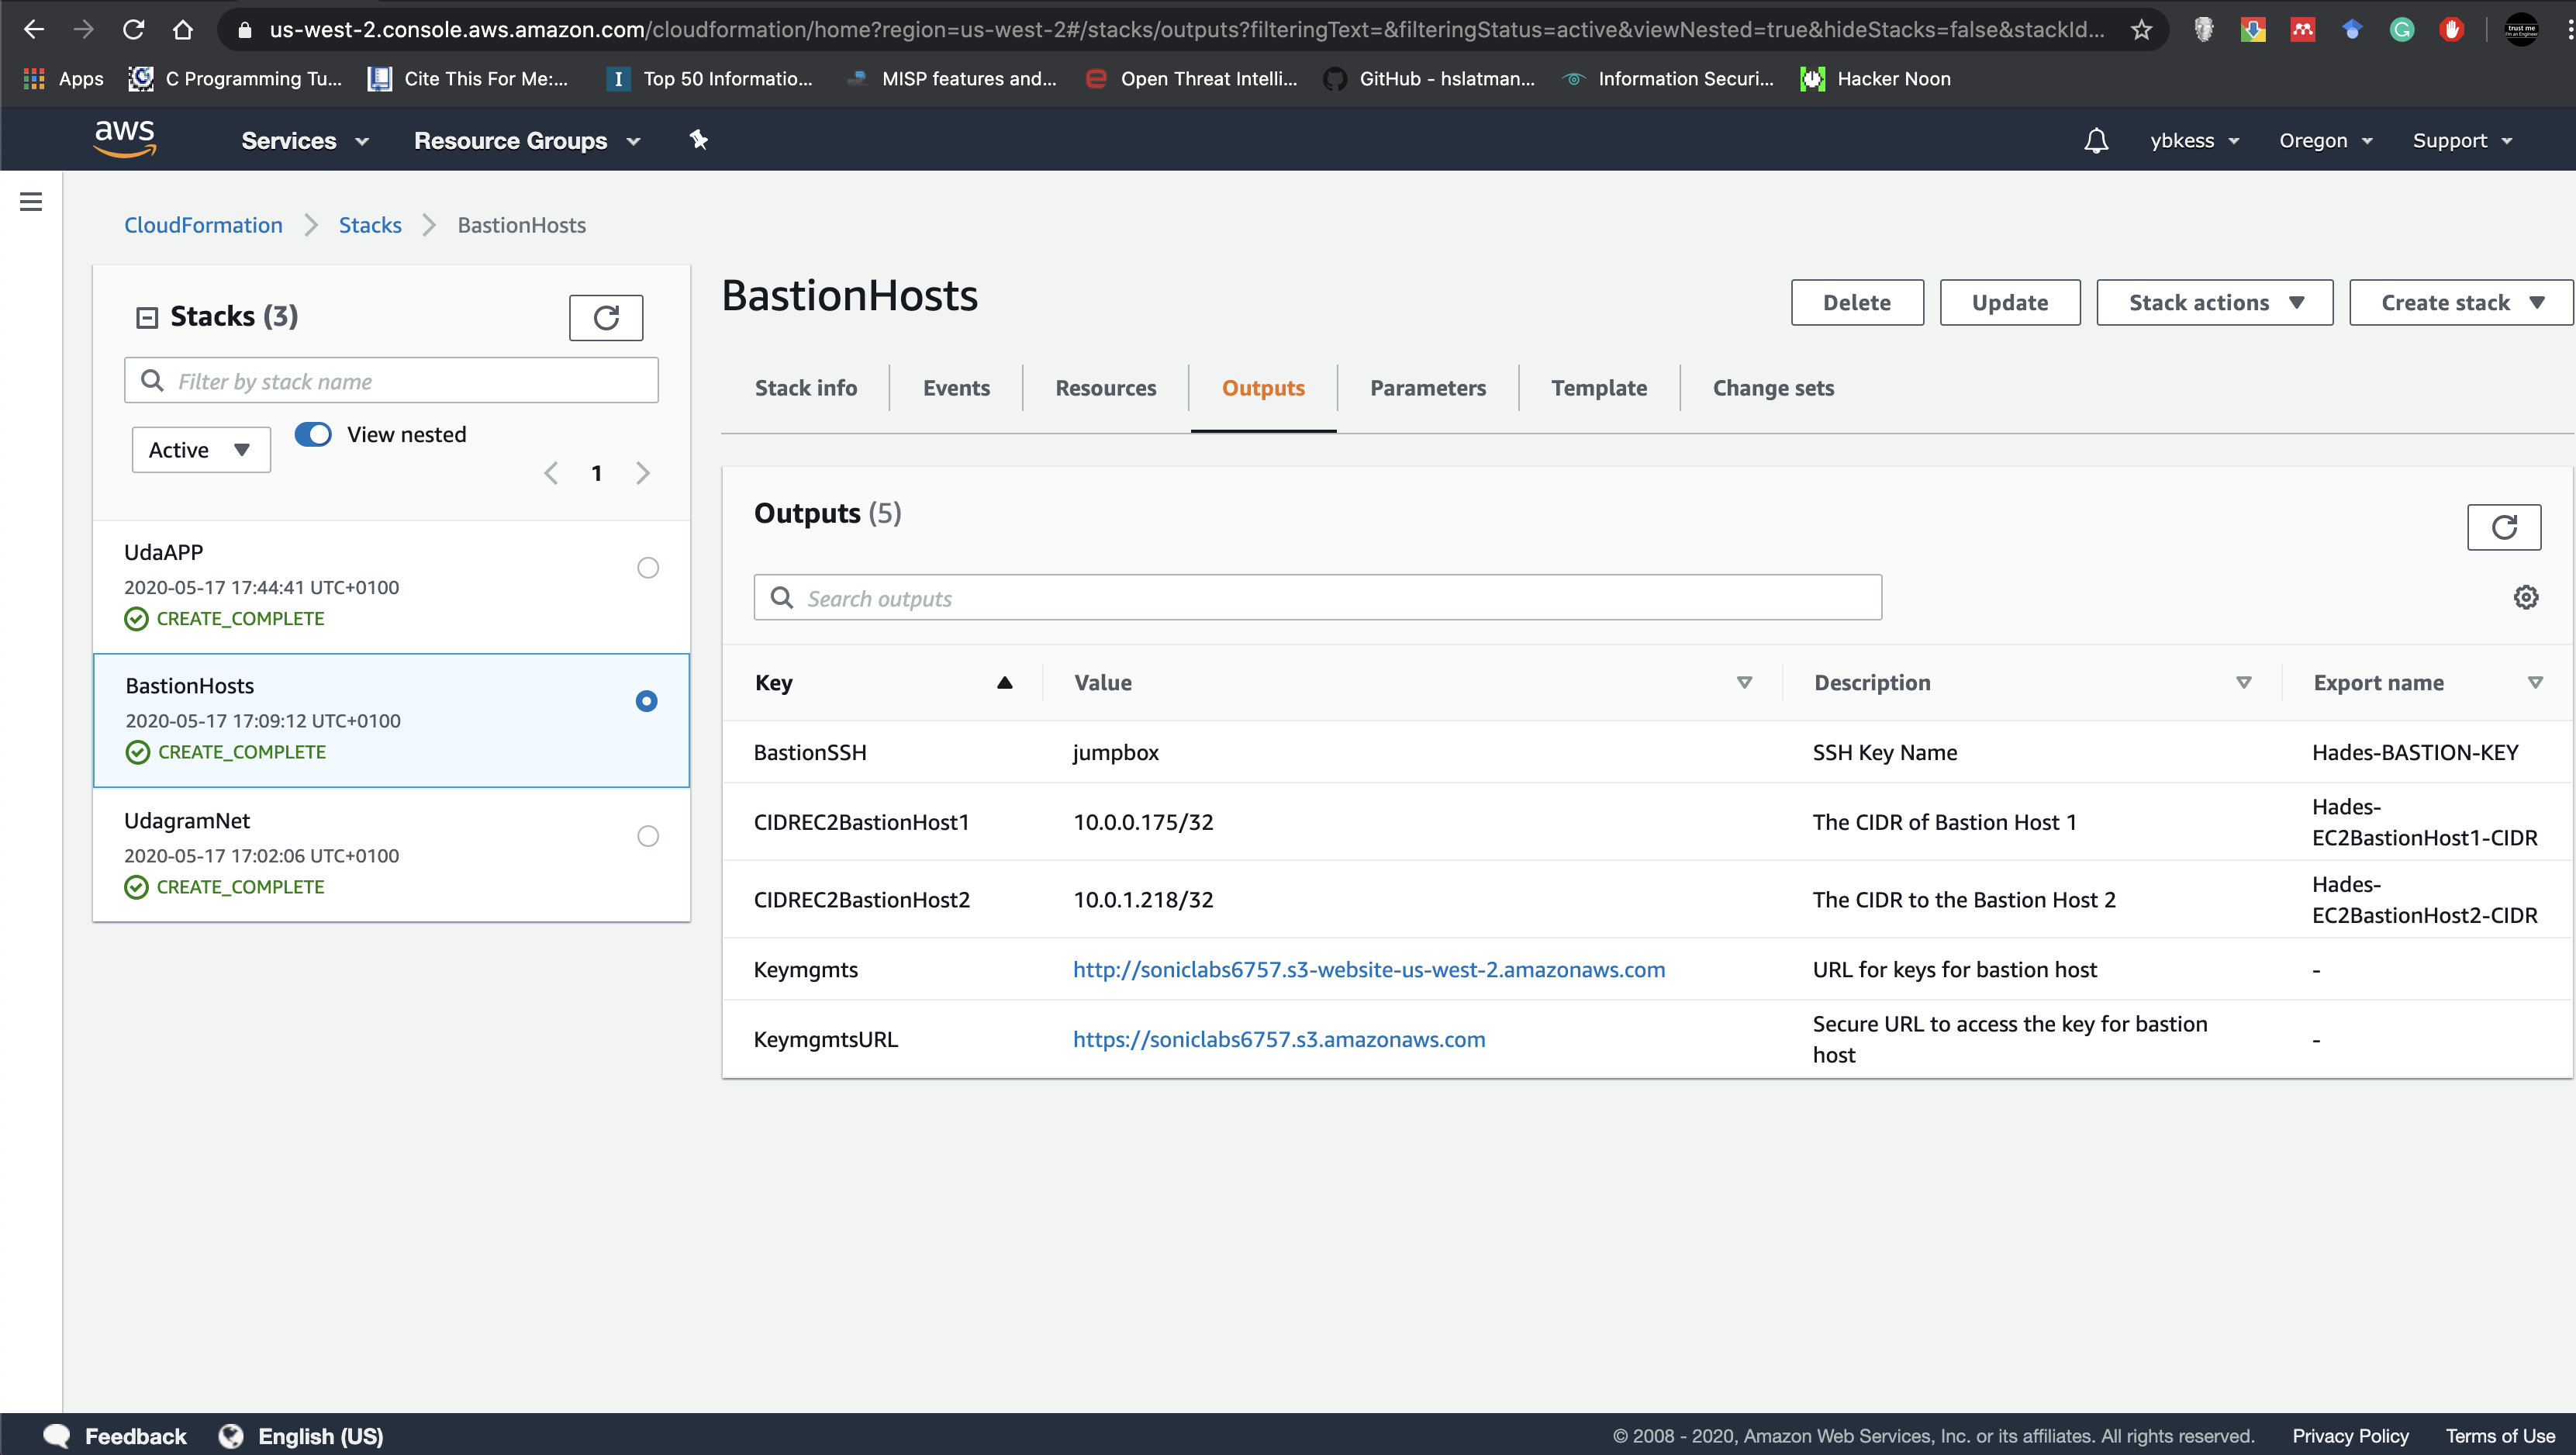 us-west-2.console.aws.amazon.com/cloudformation/home?region=us-west-2#/stacks/outputs?filteringText=&filteringStatus=active&viewNested=true&hideStacks=false&stackId...
Apps C Programming Tu... Cite This For Me:... I Top 50 Informatio... MISP features and... Open Threat Intelli... GitHub - hslatman... Information Securi... Hacker Noon
aws Services Resource Groups ybkess Oregon Support
CloudFormation Stacks BastionHosts
Stacks (3)
Filter by stack name
Active View nested
1
UdaAPP
2020-05-17 17:44:41 UTC+0100
CREATE_COMPLETE
BastionHosts
2020-05-17 17:09:12 UTC+0100
CREATE_COMPLETE
UdagramNet
2020-05-17 17:02:06 UTC+0100
CREATE_COMPLETE
BastionHosts
Delete Update Stack actions Create stack
Stack info Events Resources Outputs Parameters Template Change sets
Outputs (5)
Search outputs
Key Value Description Export name
BastionSSH jumpbox SSH Key Name Hades-BASTION-KEY
CIDREC2BastionHost1 10.0.0.175/32 The CIDR of Bastion Host 1 Hades-
EC2BastionHost1-CIDR
CIDREC2BastionHost2 10.0.1.218/32 The CIDR to the Bastion Host 2 Hades-
EC2BastionHost2-CIDR
Keymgmts http://soniclabs6757.s3-website-us-west-2.amazonaws.com URL for keys for bastion host -
KeymgmtsURL https://soniclabs6757.s3.amazonaws.com Secure URL to access the key for bastion
host -
Feedback English (US) © 2008 - 2020, Amazon Web Services, Inc. or its affiliates. All rights reserved. Privacy Policy Terms of Use